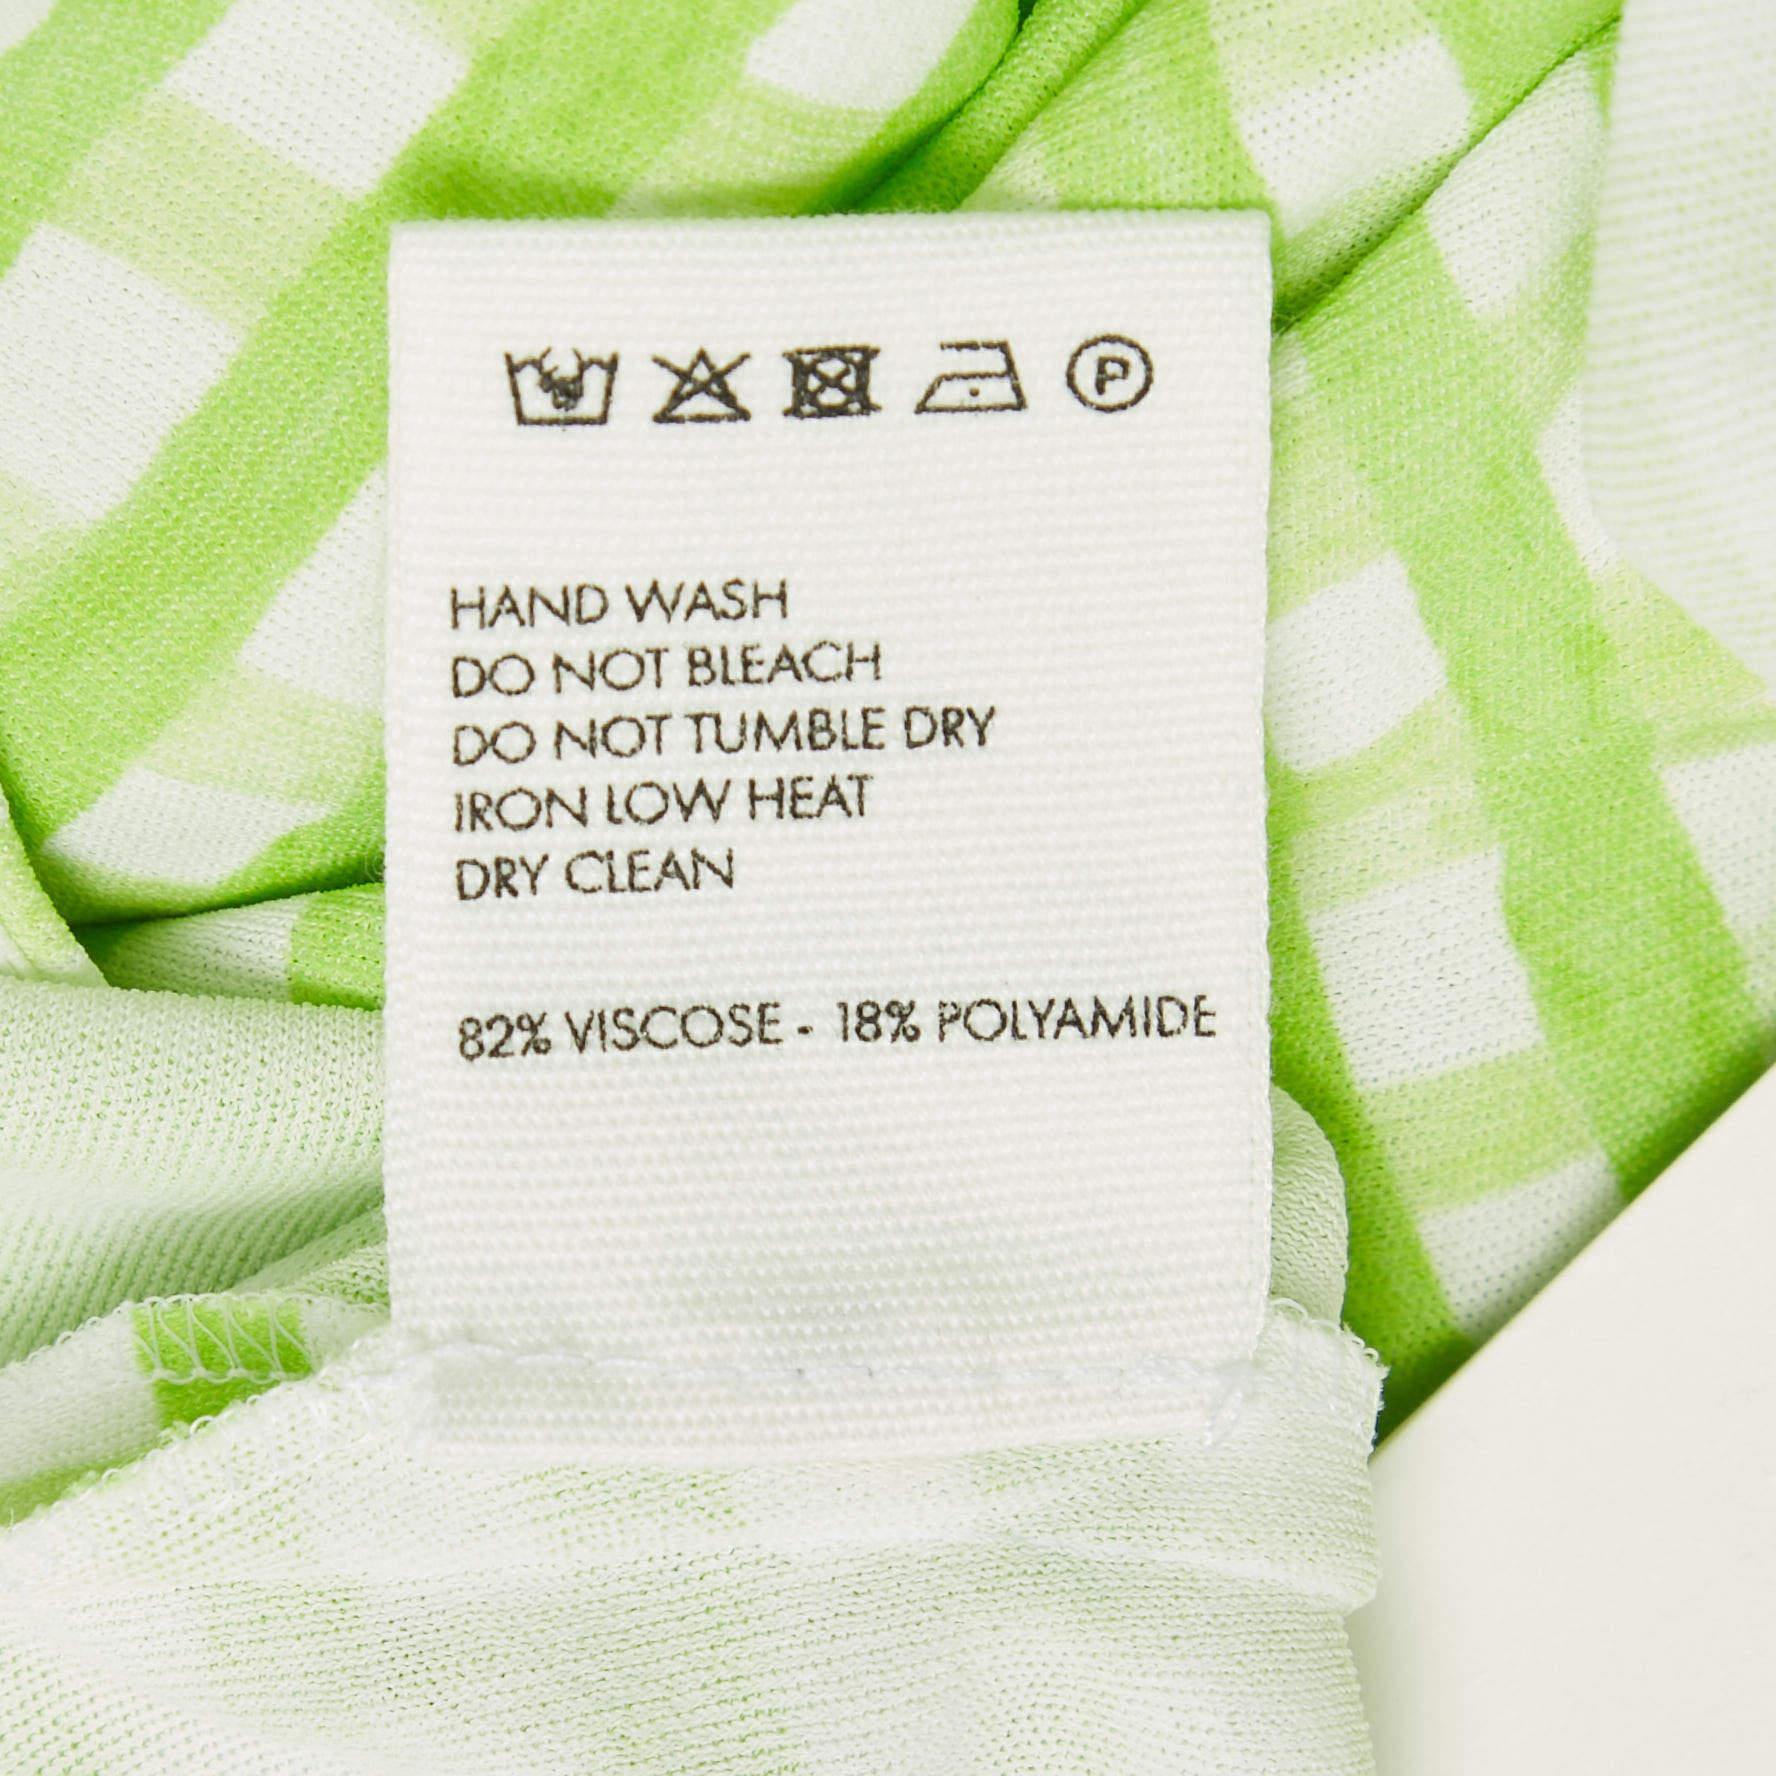 P
HAND WASH
DO NOT BLEACH
DO NOT TUMBLE DRY
IRON LOW HEAT
DRY CLEAN
82% VISCOSE - 18% POLYAMIDE